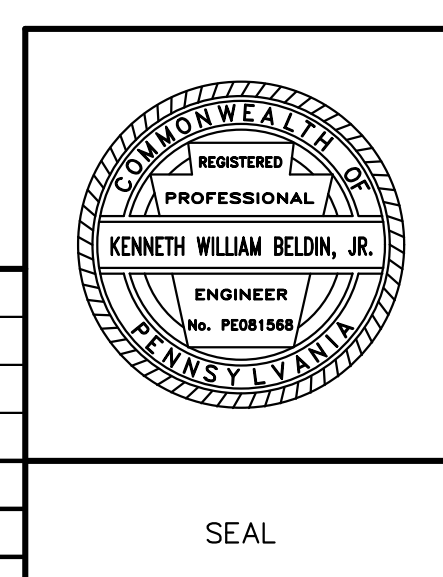 COMMONWEALTH OF
REGISTERED
PROFESSIONAL
KENNETH WILLIAM BELDIN, JR.
ENGINEER
No. PE081568
PENNSYLVANIA
SEAL